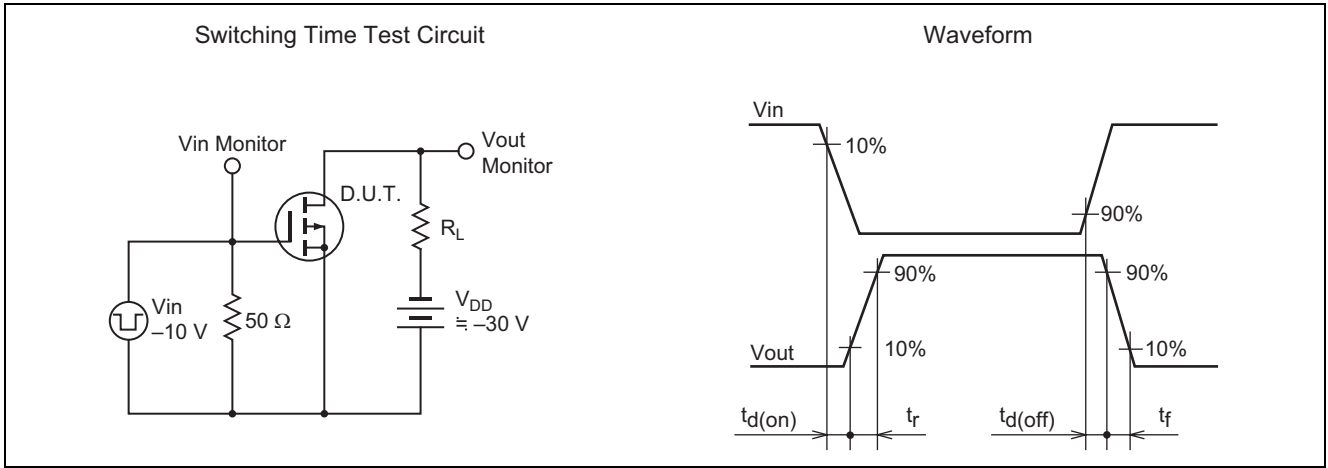 Switching Time Test Circuit
Waveform
Vin Monitor
Vout
Monitor
D.U.T.
RL
Vin
–10 V
50 Ω
VDD
≒ –30 V
Vin
10%
90%
90%
90%
Vout
10%
10%
td(on)
tr
td(off)
tf